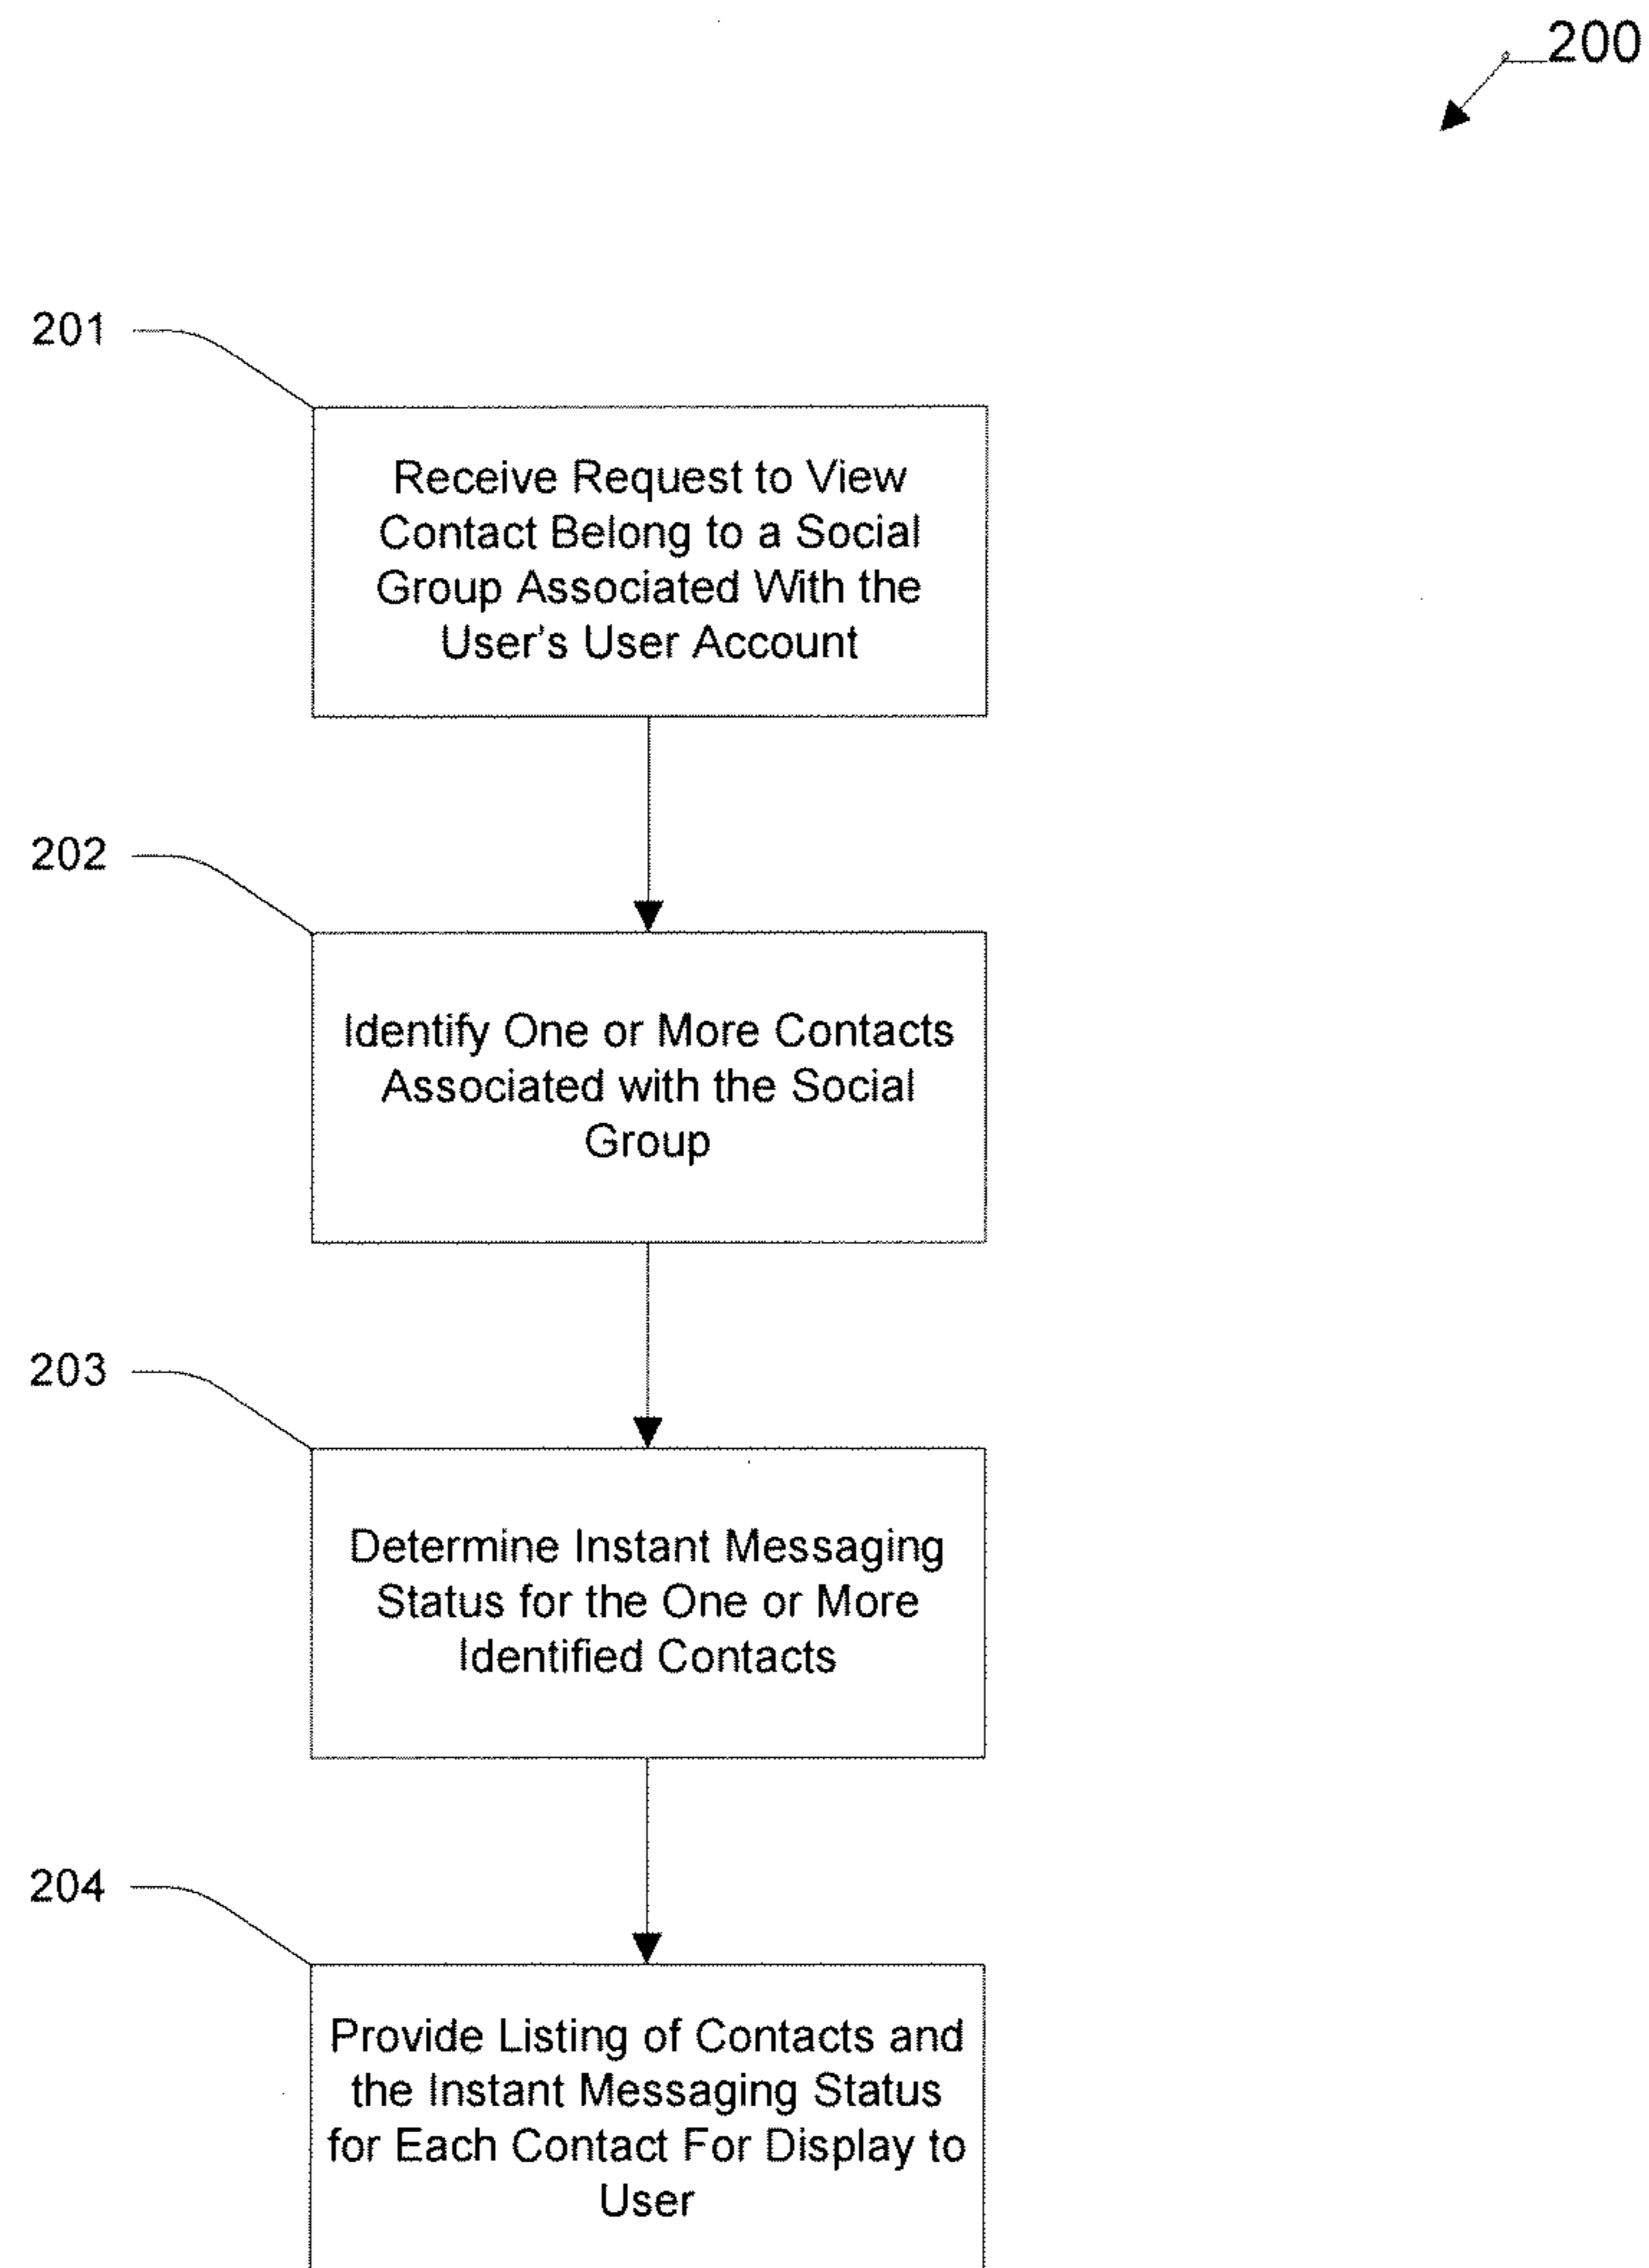 200
201
Receive Request to View
Contact Belong to a Social
Group Associated With the
User's User Account
202
Identify One or More Contacts
Associated with the Social
Group
203
Determine Instant Messaging
Status for the One or More
Identified Contacts
204
Provide Listing of Contacts and
the Instant Messaging Status
for Each Contact For Display to
User